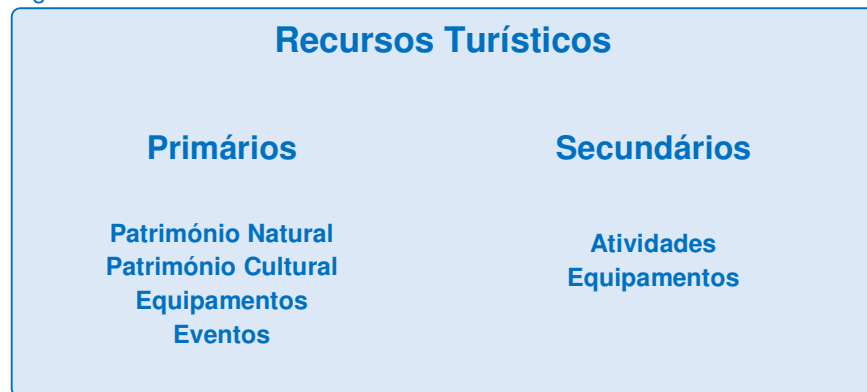 Recursos Turísticos
Primários
Secundários
Património Natural
Património Cultural
Equipamentos
Eventos
Atividades
Equipamentos